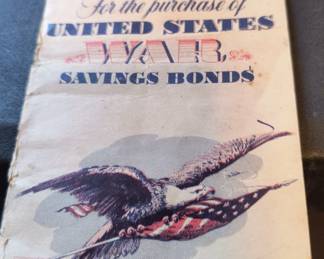 For the purchase of
UNITED STATES
WAR
SAVINGS BONDS